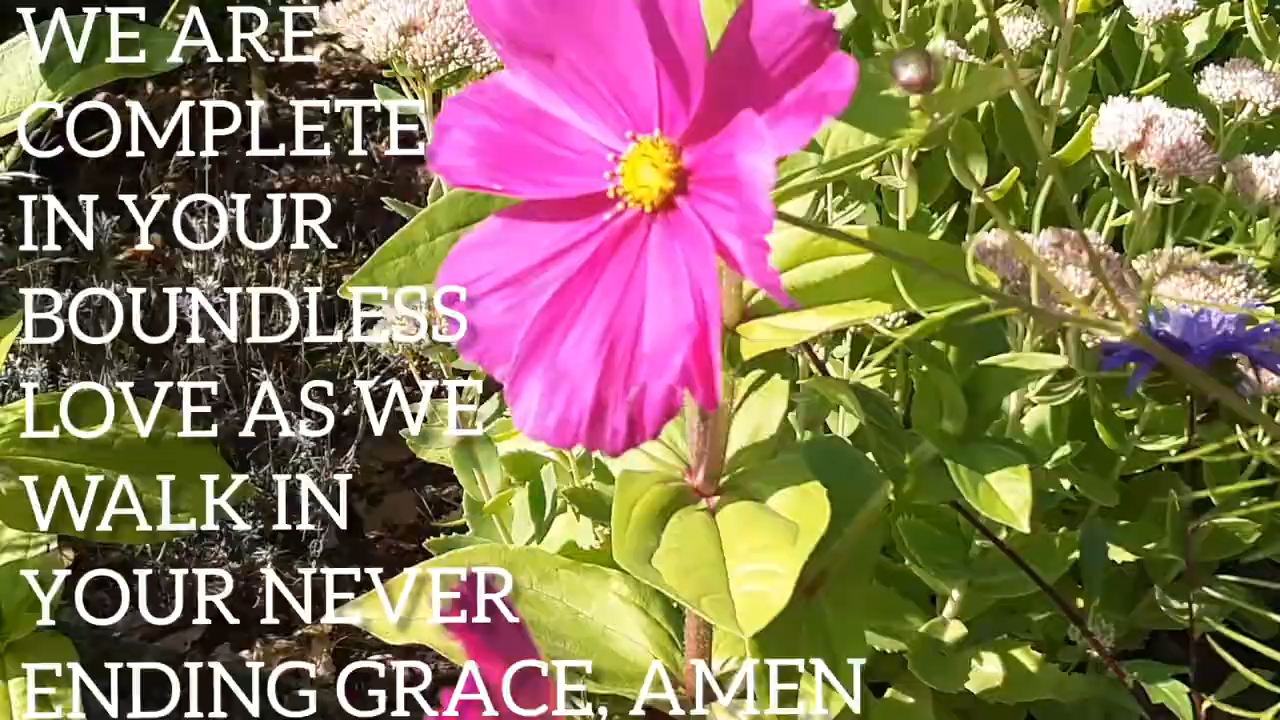 WE ARE
COMPLETE
IN YOUR
BOUNDLESS
LOVE AS WE
WALK IN
YOUR NEVER
ENDING GRACE, AMEN